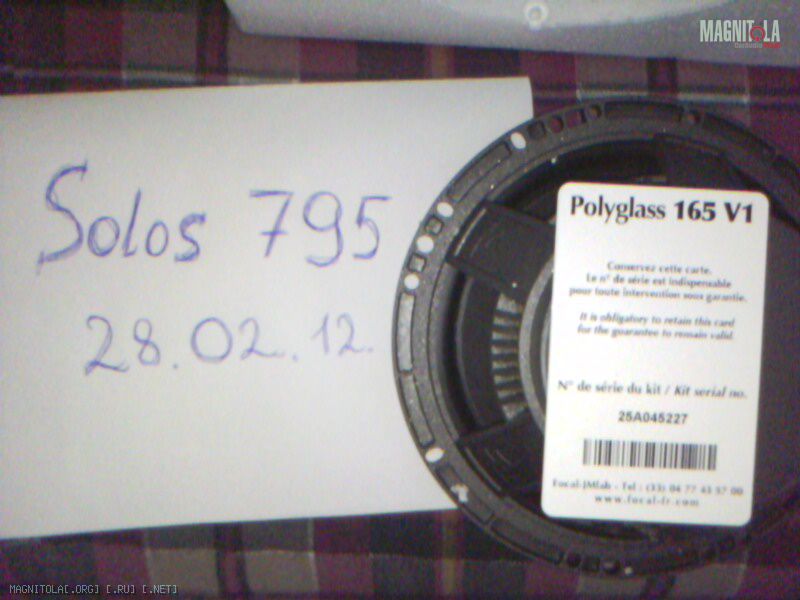 MAGNITOLA
Solos 795
28.02.12.
Polyglass 165 V1
Conservez cette carte.
Le n° de série est indispensable
pour toute intervention sous garantie.
It is obligatory to retain this card
for the guarantee to remain valid
N° de série du kit / Kit serial no.
25A045227
Focal-JMlab - Tel : (33) 04 77 43 57 00
www.focal-fr.com
MAGNITOLA[.ORG] [.RU] [.NET]